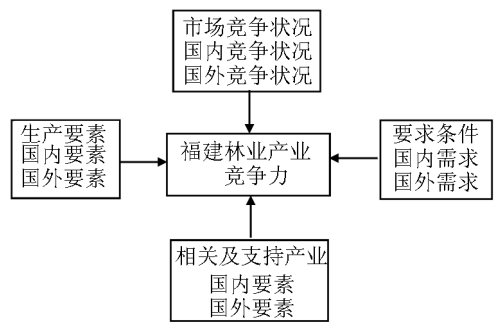 市场竞争状况
国内竞争状况
国外竞争状况
生产要素
国内要素
国外要素
福建林业产业
竞争力
要求条件
国内需求
国外需求
相关及支持产业
国内要素
国外要素